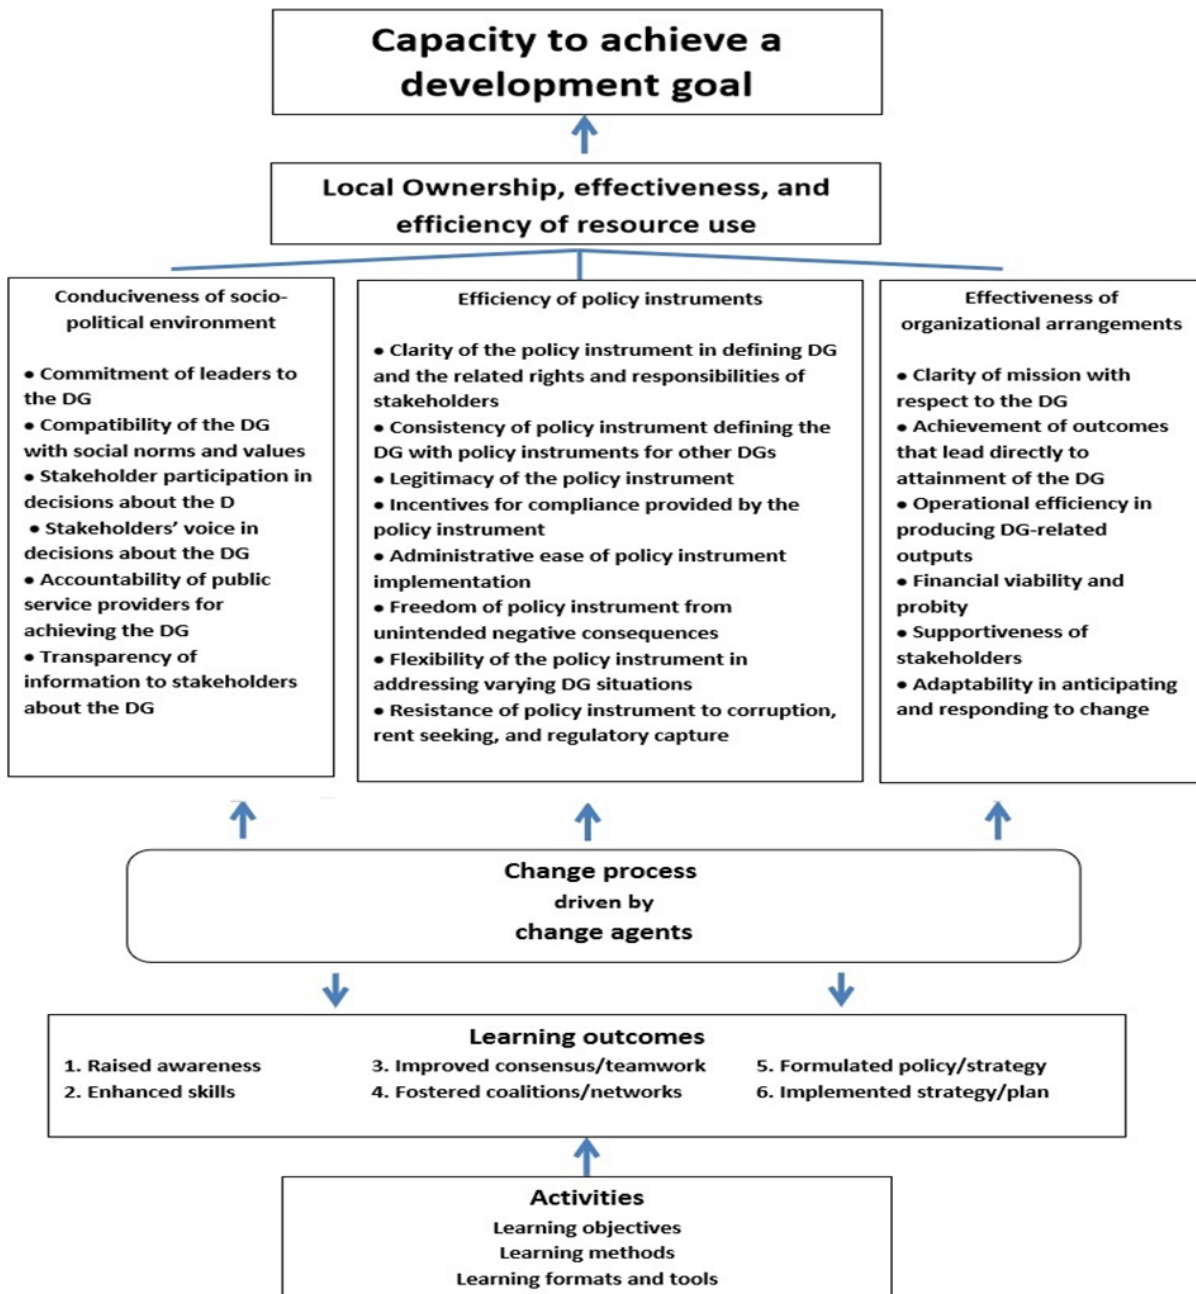 Capacity to achieve a
development goal
Local Ownership, effectiveness, and
efficiency of resource use
Conduciveness of socio-
political environment
• Commitment of leaders to
the DG
• Compatibility of the DG
with social norms and values
• Stakeholder participation in
decisions about the D
• Stakeholders’ voice in
decisions about the DG
• Accountability of public
service providers for
achieving the DG
• Transparency of
information to stakeholders
about the DG
Efficiency of policy instruments
• Clarity of the policy instrument in defining DG
and the related rights and responsibilities of
stakeholders
• Consistency of policy instrument defining the
DG with policy instruments for other DGs
• Legitimacy of the policy instrument
• Incentives for compliance provided by the
policy instrument
• Administrative ease of policy instrument
implementation
• Freedom of policy instrument from
unintended negative consequences
• Flexibility of the policy instrument in
addressing varying DG situations
• Resistance of policy instrument to corruption,
rent seeking, and regulatory capture
Effectiveness of
organizational arrangements
• Clarity of mission with
respect to the DG
• Achievement of outcomes
that lead directly to
attainment of the DG
• Operational efficiency in
producing DG-related
outputs
• Financial viability and
probity
• Supportiveness of
stakeholders
• Adaptability in anticipating
and responding to change
Change process
driven by
change agents
Learning outcomes
1. Raised awareness
2. Enhanced skills
3. Improved consensus/teamwork
4. Fostered coalitions/networks
5. Formulated policy/strategy
6. Implemented strategy/plan
Activities
Learning objectives
Learning methods
Learning formats and tools